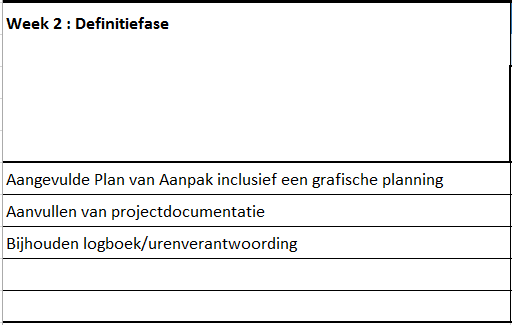 Week 2 : Definitiefase
Aangevulde Plan van Aanpak inclusief een grafische planning
Aanvullen van projectdocumentatie
Bijhouden logboek/urenverantwoording